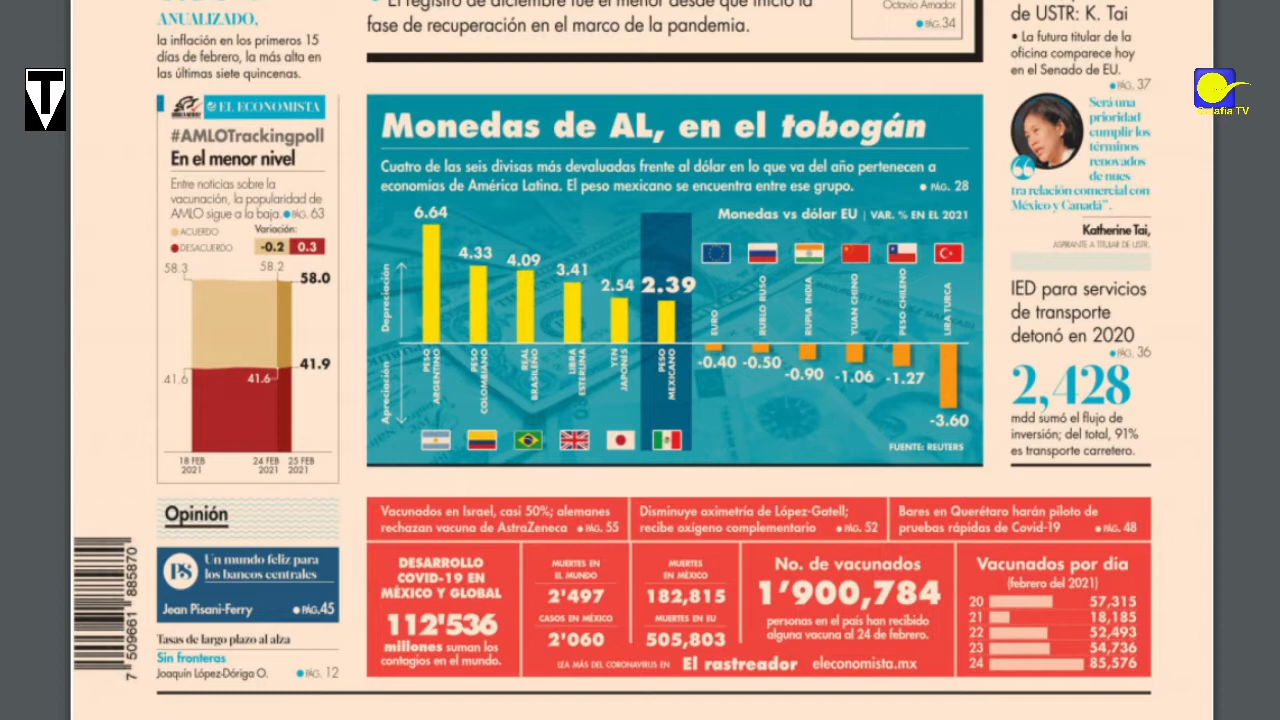 ANUALIZADO,
la inflación en los primeros 15
días de febrero, la más alta en
las últimas siete quincenas.
• El registro de diciembre fue el menor desde que inició la
fase de recuperación en el marco de la pandemia.
Octavio Amador
• PÁG. 34
de USTR: K. Tai
• La futura titular de la
oficina comparece hoy
en el Senado de EU.
• PÁG. 37
Será una
prioridad
cumplir los
términos
renovados
de nues
tra relación comercial con
México y Canadá”.
Katherine Tai,
ASPIRANTE A TITULAR DE USTR.
IED para servicios
de transporte
detonó en 2020
• PÁG. 36
2,428
mdd sumó el flujo de
inversión; del total, 91%
es transporte carretero.
T
Catafia TV
EL ECONOMISTA
#AMLOTrackingpoll
En el menor nivel
Entre noticias sobre la
vacunación, la popularidad de
AMLO sigue a la baja. • PÁG. 63
ACUERDO
DESACUERDO
Variación:
-0.2 0.3
58.3
58.2
58.0
41.6
41.6
41.9
18 FEB
2021
24 FEB
2021
25 FEB
2021
Monedas de AL, en el tobogán
Cuatro de las seis divisas más devaluadas frente al dólar en lo que va del año pertenecen a
economías de América Latina. El peso mexicano se encuentra entre ese grupo. • PÁG. 28
Monedas vs dólar EU | VAR. % EN EL 2021
Depreciación
Apreciación
6.64
4.33
4.09
3.41
2.54
2.39
PESO ARGENTINO
PESO COLOMBIANO
REAL BRASILEÑO
LIBRA ESTERLINA
YEN JAPONÉS
PESO MEXICANO
EURO
RUBLO RUSO
RUPIA INDIA
YUAN CHINO
PESO CHILENO
LIRA TURCA
-0.40
-0.50
-0.90
-1.06
-1.27
-3.60
FUENTE: REUTERS
Opinión
PS
Un mundo feliz para
los bancos centrales
Jean Pisani-Ferry • PÁG.45
Tasas de largo plazo al alza
Sin fronteras
Joaquín López-Dóriga O. • PÁG. 12
7 509661 885870
Vacunados en Israel, casi 50%; alemanes
rechazan vacuna de AstraZeneca • PÁG. 55
Disminuye oximetría de López-Gatell;
recibe oxígeno complementario • PÁG. 52
Bares en Querétaro harán piloto de
pruebas rápidas de Covid-19 • PÁG. 48
DESARROLLO
COVID-19 EN
MÉXICO Y GLOBAL
112'536
millones suman los
contagios en el mundo.
MUERTES EN
EL MUNDO
2'497
CASOS EN MÉXICO
2'060
MUERTES
EN MÉXICO
182,815
MUERTES EN EU
505,803
No. de vacunados
1’900,784
personas en el país han recibido
alguna vacuna al 24 de febrero.
LEA MÁS DEL CORONAVIRUS EN El rastreador eleconomista.mx
Vacunados por día
(febrero del 2021)
20 57,315
21 18,185
22 52,493
23 54,736
24 85,576